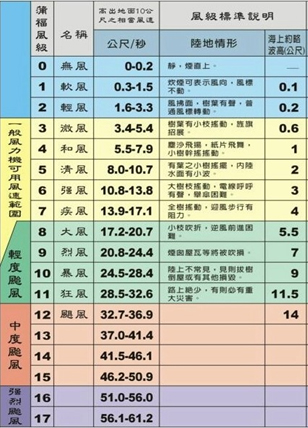 蒲福風級 名稱 高出地面10公尺之相當風速 風級標準說明
公尺/秒 陸地情形 海上約略波高(公尺)
0 無風 0-0.2 靜，煙直上。
1 軟風 0.3-1.5 炊煙可表示風向，風標不動。 0.1
2 輕風 1.6-3.3 風拂面，樹葉有聲，普通風標轉動。 0.2
一般風力機可用風速範圍
3 微風 3.4-5.4 樹葉有小枝搖動，旌旗招展。 0.6
4 和風 5.5-7.9 塵沙飛揚，紙片飛舞，小樹幹搖動。 1
5 清風 8.0-10.7 有葉之小樹搖擺，內陸水面有小波。 2
6 強風 10.8-13.8 大樹枝搖動，電線呼呼有聲，舉傘困難。 3
7 疾風 13.9-17.1 全樹搖動，迎風步行有阻力。 4
輕度颱風
8 大風 17.2-20.7 小枝吹折，逆風前進困難。 5.5
9 烈風 20.8-24.4 煙囪屋瓦等將被吹損。 7
10 暴風 24.5-28.4 陸上不常見，見則拔樹倒屋或有其他損毀。 9
11 狂風 28.5-32.6 路上絕少，有則必有重大災害。 11.5
中度颱風
12 颶風 32.7-36.9 14
13 37.0-41.4
14 41.5-46.1
15 46.2-50.9
強烈颱風
16 51.0-56.0
17 56.1-61.2